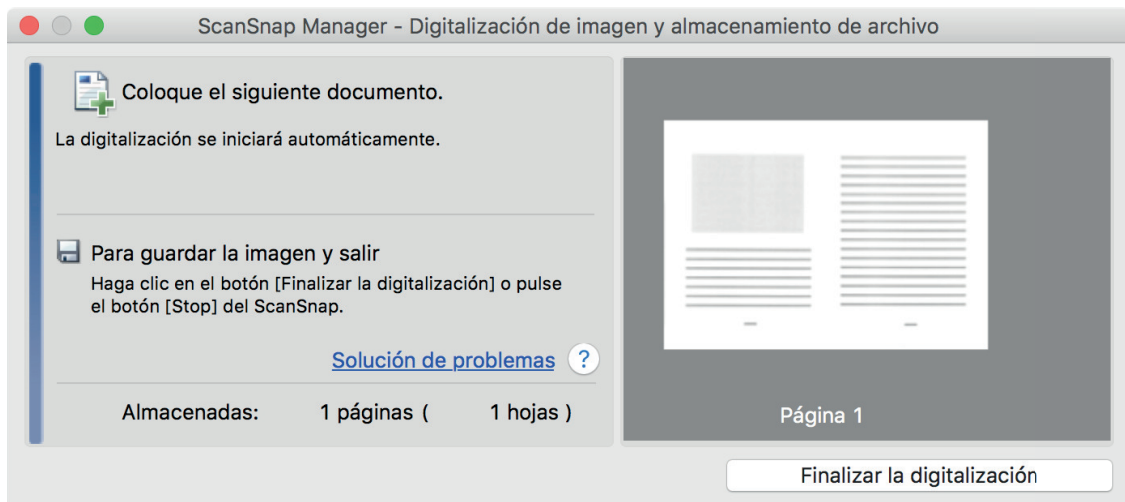 ScanSnap Manager - Digitalización de imagen y almacenamiento de archivo
Coloque el siguiente documento.
La digitalización se iniciará automáticamente.
Para guardar la imagen y salir
Haga clic en el botón [Finalizar la digitalización] o pulse
el botón [Stop] del ScanSnap.
Solución de problemas ?
Almacenadas: 1 páginas ( 1 hojas )
Página 1
Finalizar la digitalización